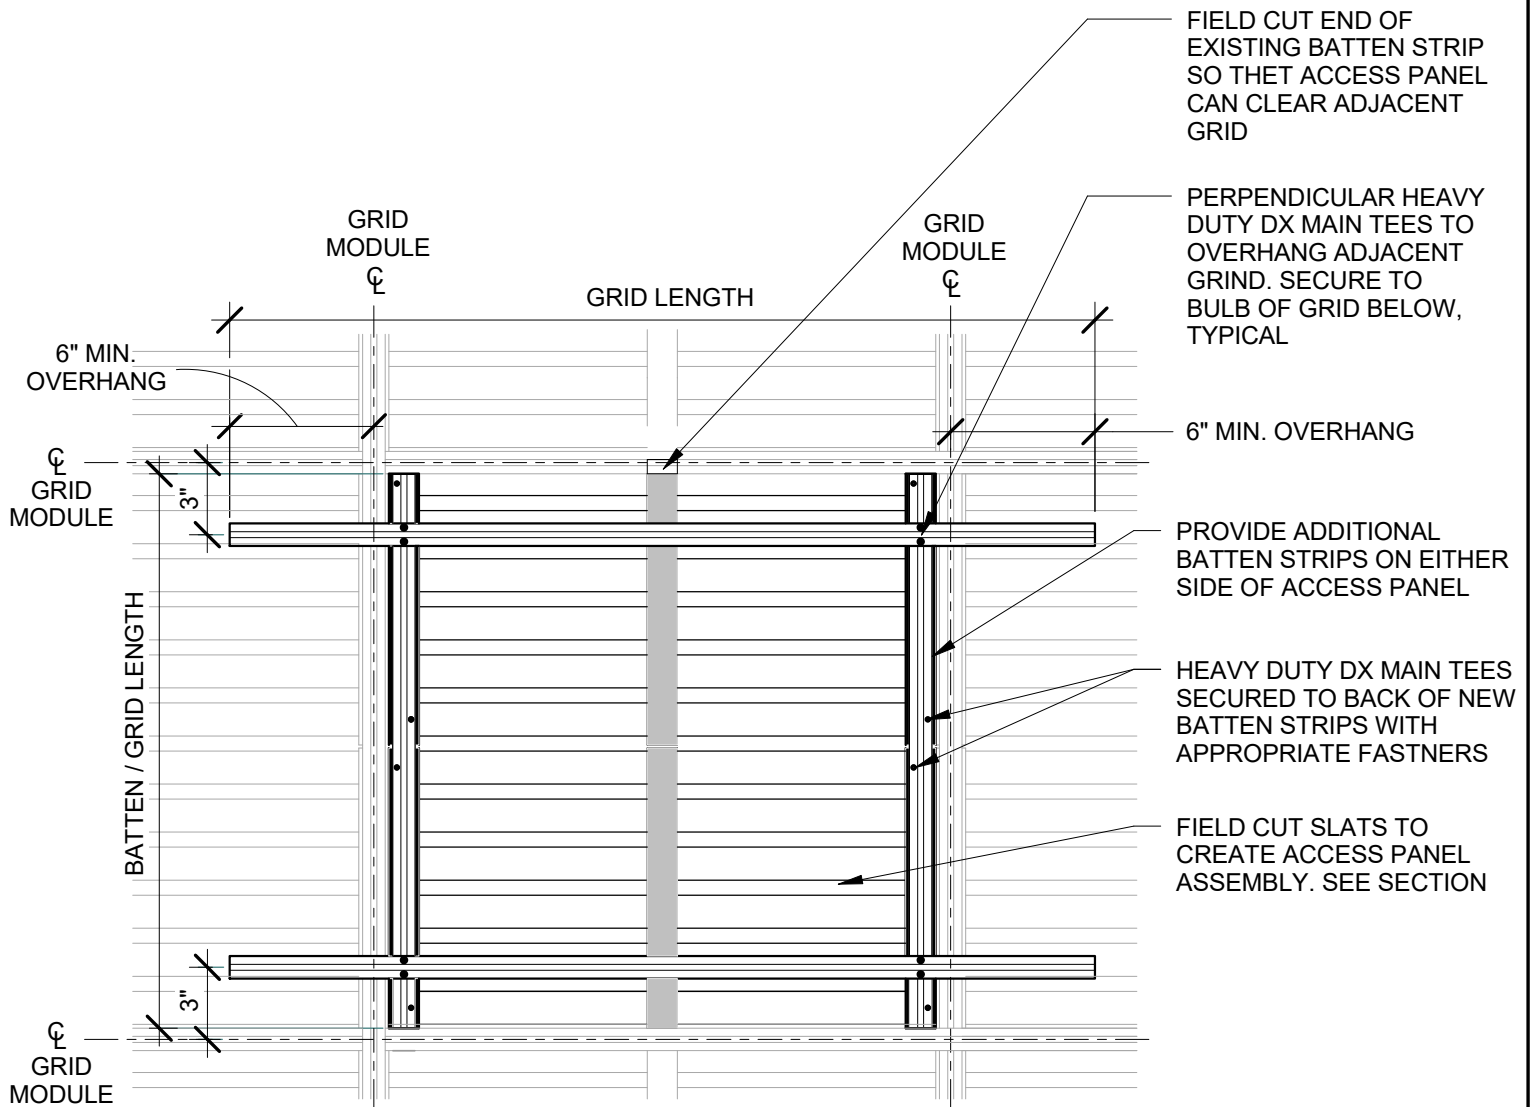 FIELD CUT END OF
EXISTING BATTEN STRIP
SO THET ACCESS PANEL
CAN CLEAR ADJACENT
GRID
PERPENDICULAR HEAVY
DUTY DX MAIN TEES TO
OVERHANG ADJACENT
GRIND. SECURE TO
BULB OF GRID BELOW,
TYPICAL
GRID
MODULE
℄
GRID
MODULE
℄
GRID LENGTH
6" MIN.
OVERHANG
6" MIN. OVERHANG
℄
GRID
MODULE
3"
PROVIDE ADDITIONAL
BATTEN STRIPS ON EITHER
SIDE OF ACCESS PANEL
BATTEN / GRID LENGTH
HEAVY DUTY DX MAIN TEES
SECURED TO BACK OF NEW
BATTEN STRIPS WITH
APPROPRIATE FASTNERS
FIELD CUT SLATS TO
CREATE ACCESS PANEL
ASSEMBLY. SEE SECTION
3"
℄
GRID
MODULE